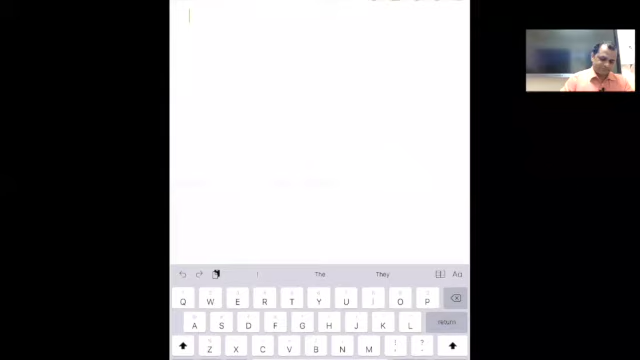 I The They Aa
Q W E R T Y U I O P
A S D F G H J K L return
Z X C V B N M ! ?
, .